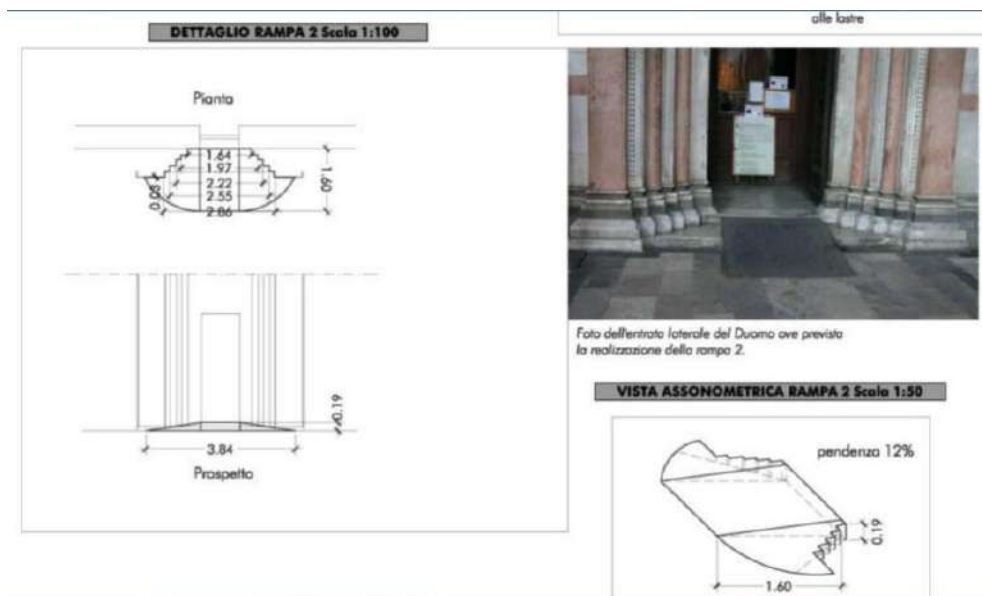 alle lastre
DETTAGLIO RAMPA 2 Scala 1:100
Pianta
1.64
1.97
2.22
2.55
2.86
0.03
1.60
0.19
3.84
Prospetto
Foto dell'entrata laterale del Duomo ove prevista
la realizzazione della rampa 2.
VISTA ASSONOMETRICA RAMPA 2 Scala 1:50
pendenza 12%
0.19
1.60